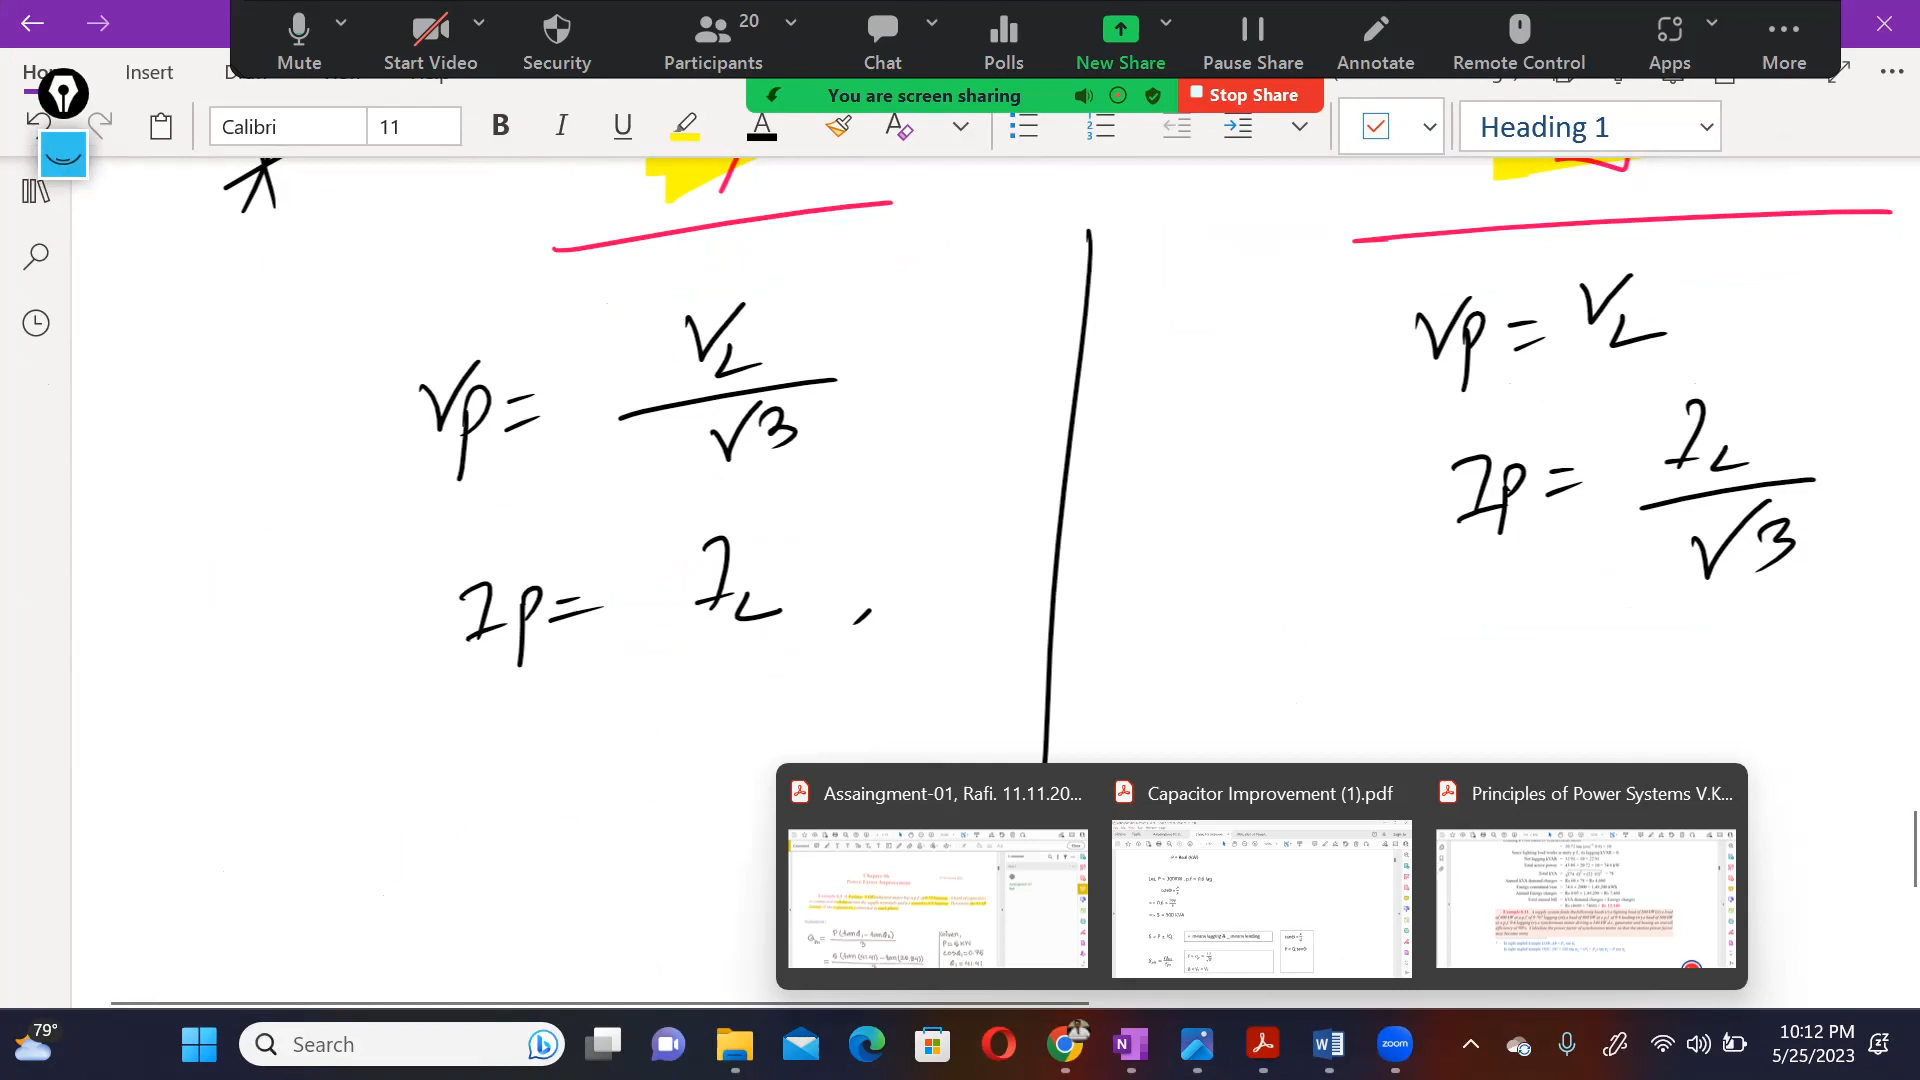 20
Mute
Start Video
Security
Participants
Chat
Polls
New Share
Pause Share
Annotate
Remote Control
Apps
More
You are screen sharing
Stop Share
Insert
Calibri
11
B I U A
Heading 1
Vp = VL / √3
Ip = IL ,
Vp = VL
Ip = IL / √3
Assaingment-01, Rafi. 11.11.20...
Capacitor Improvement (1).pdf
Principles of Power Systems V.K...
79°
Search
zoom
10:12 PM
5/25/2023